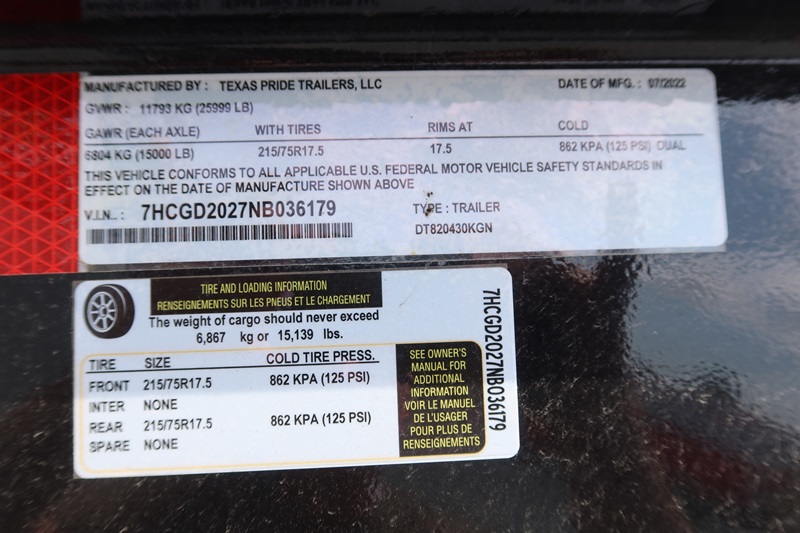 MANUFACTURED BY : TEXAS PRIDE TRAILERS, LLC DATE OF MFG. : 07/2022
GVWR : 11793 KG (25999 LB)
GAWR (EACH AXLE) WITH TIRES RIMS AT COLD
6804 KG (15000 LB) 215/75R17.5 17.5 862 KPA (125 PSI) DUAL
THIS VEHICLE CONFORMS TO ALL APPLICABLE U.S. FEDERAL MOTOR VEHICLE SAFETY STANDARDS IN
EFFECT ON THE DATE OF MANUFACTURE SHOWN ABOVE
V.I.N.. : 7HCGD2027NB036179 TYPE : TRAILER
DT820430KGN
TIRE AND LOADING INFORMATION
RENSEIGNEMENTS SUR LES PNEUS ET LE CHARGEMENT
The weight of cargo should never exceed
6,867 kg or 15,139 lbs.
TIRE SIZE COLD TIRE PRESS.
FRONT 215/75R17.5 862 KPA (125 PSI)
INTER NONE
REAR 215/75R17.5 862 KPA (125 PSI)
SPARE NONE
SEE OWNER'S
MANUAL FOR
ADDITIONAL
INFORMATION
VOIR LE MANUEL
DE L'USAGER
POUR PLUS DE
RENSEIGNEMENTS
7HCGD2027NB036179